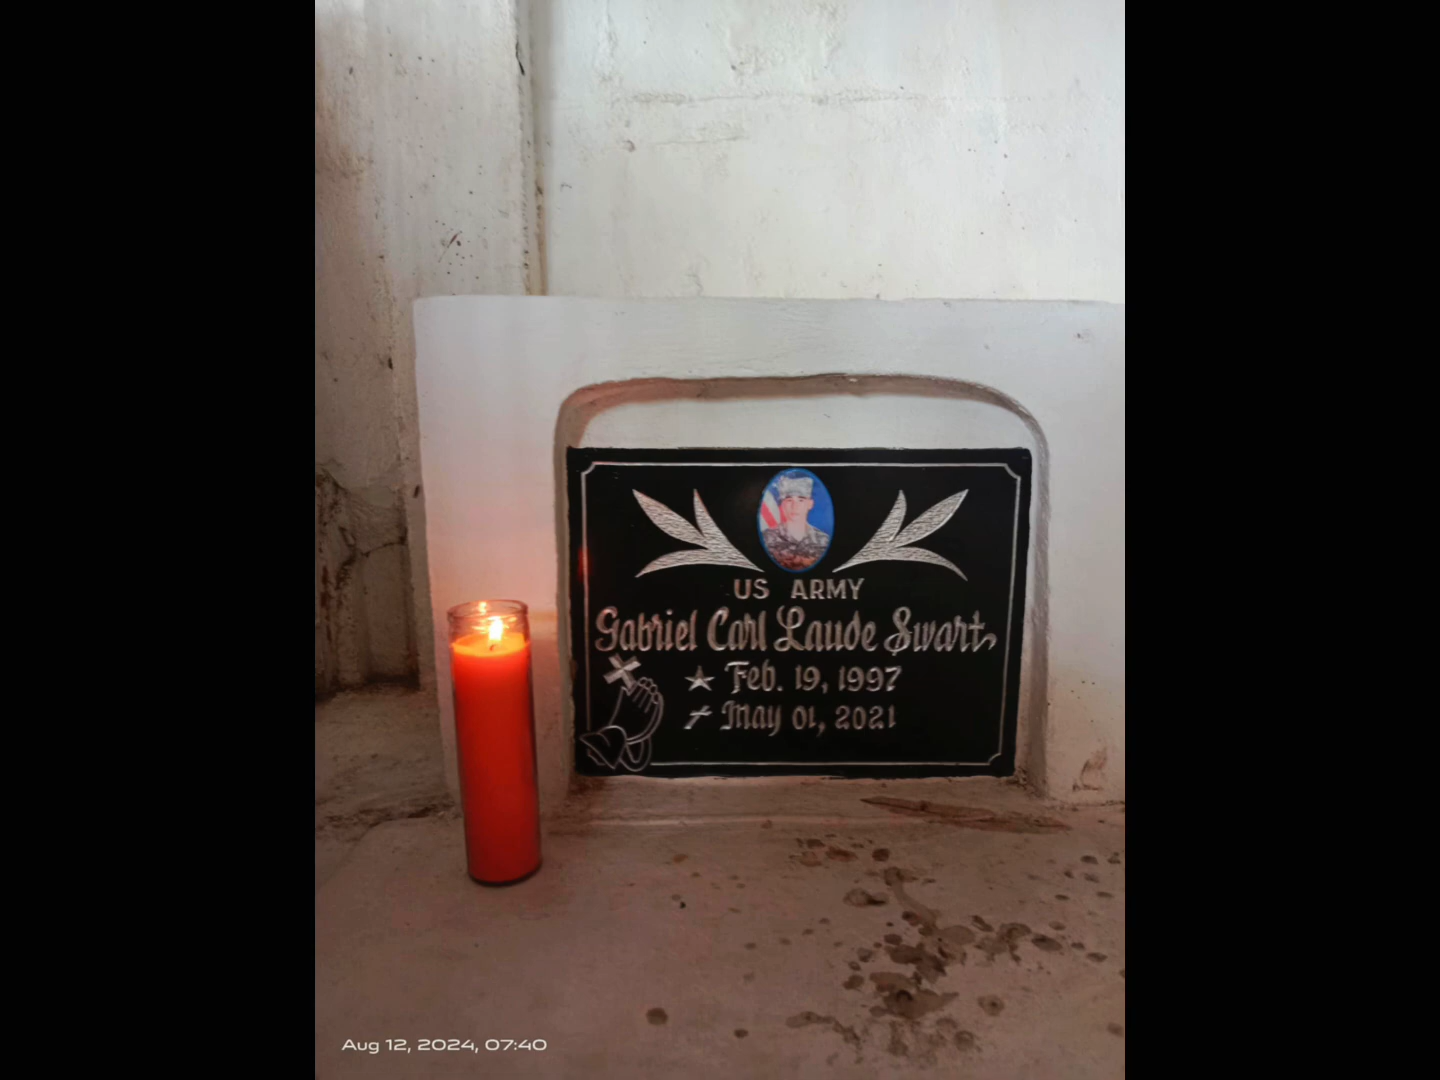 US ARMY
Gabriel Carl Laude Swart
Feb. 19, 1997
May 01, 2021
Aug 12, 2024, 07:40